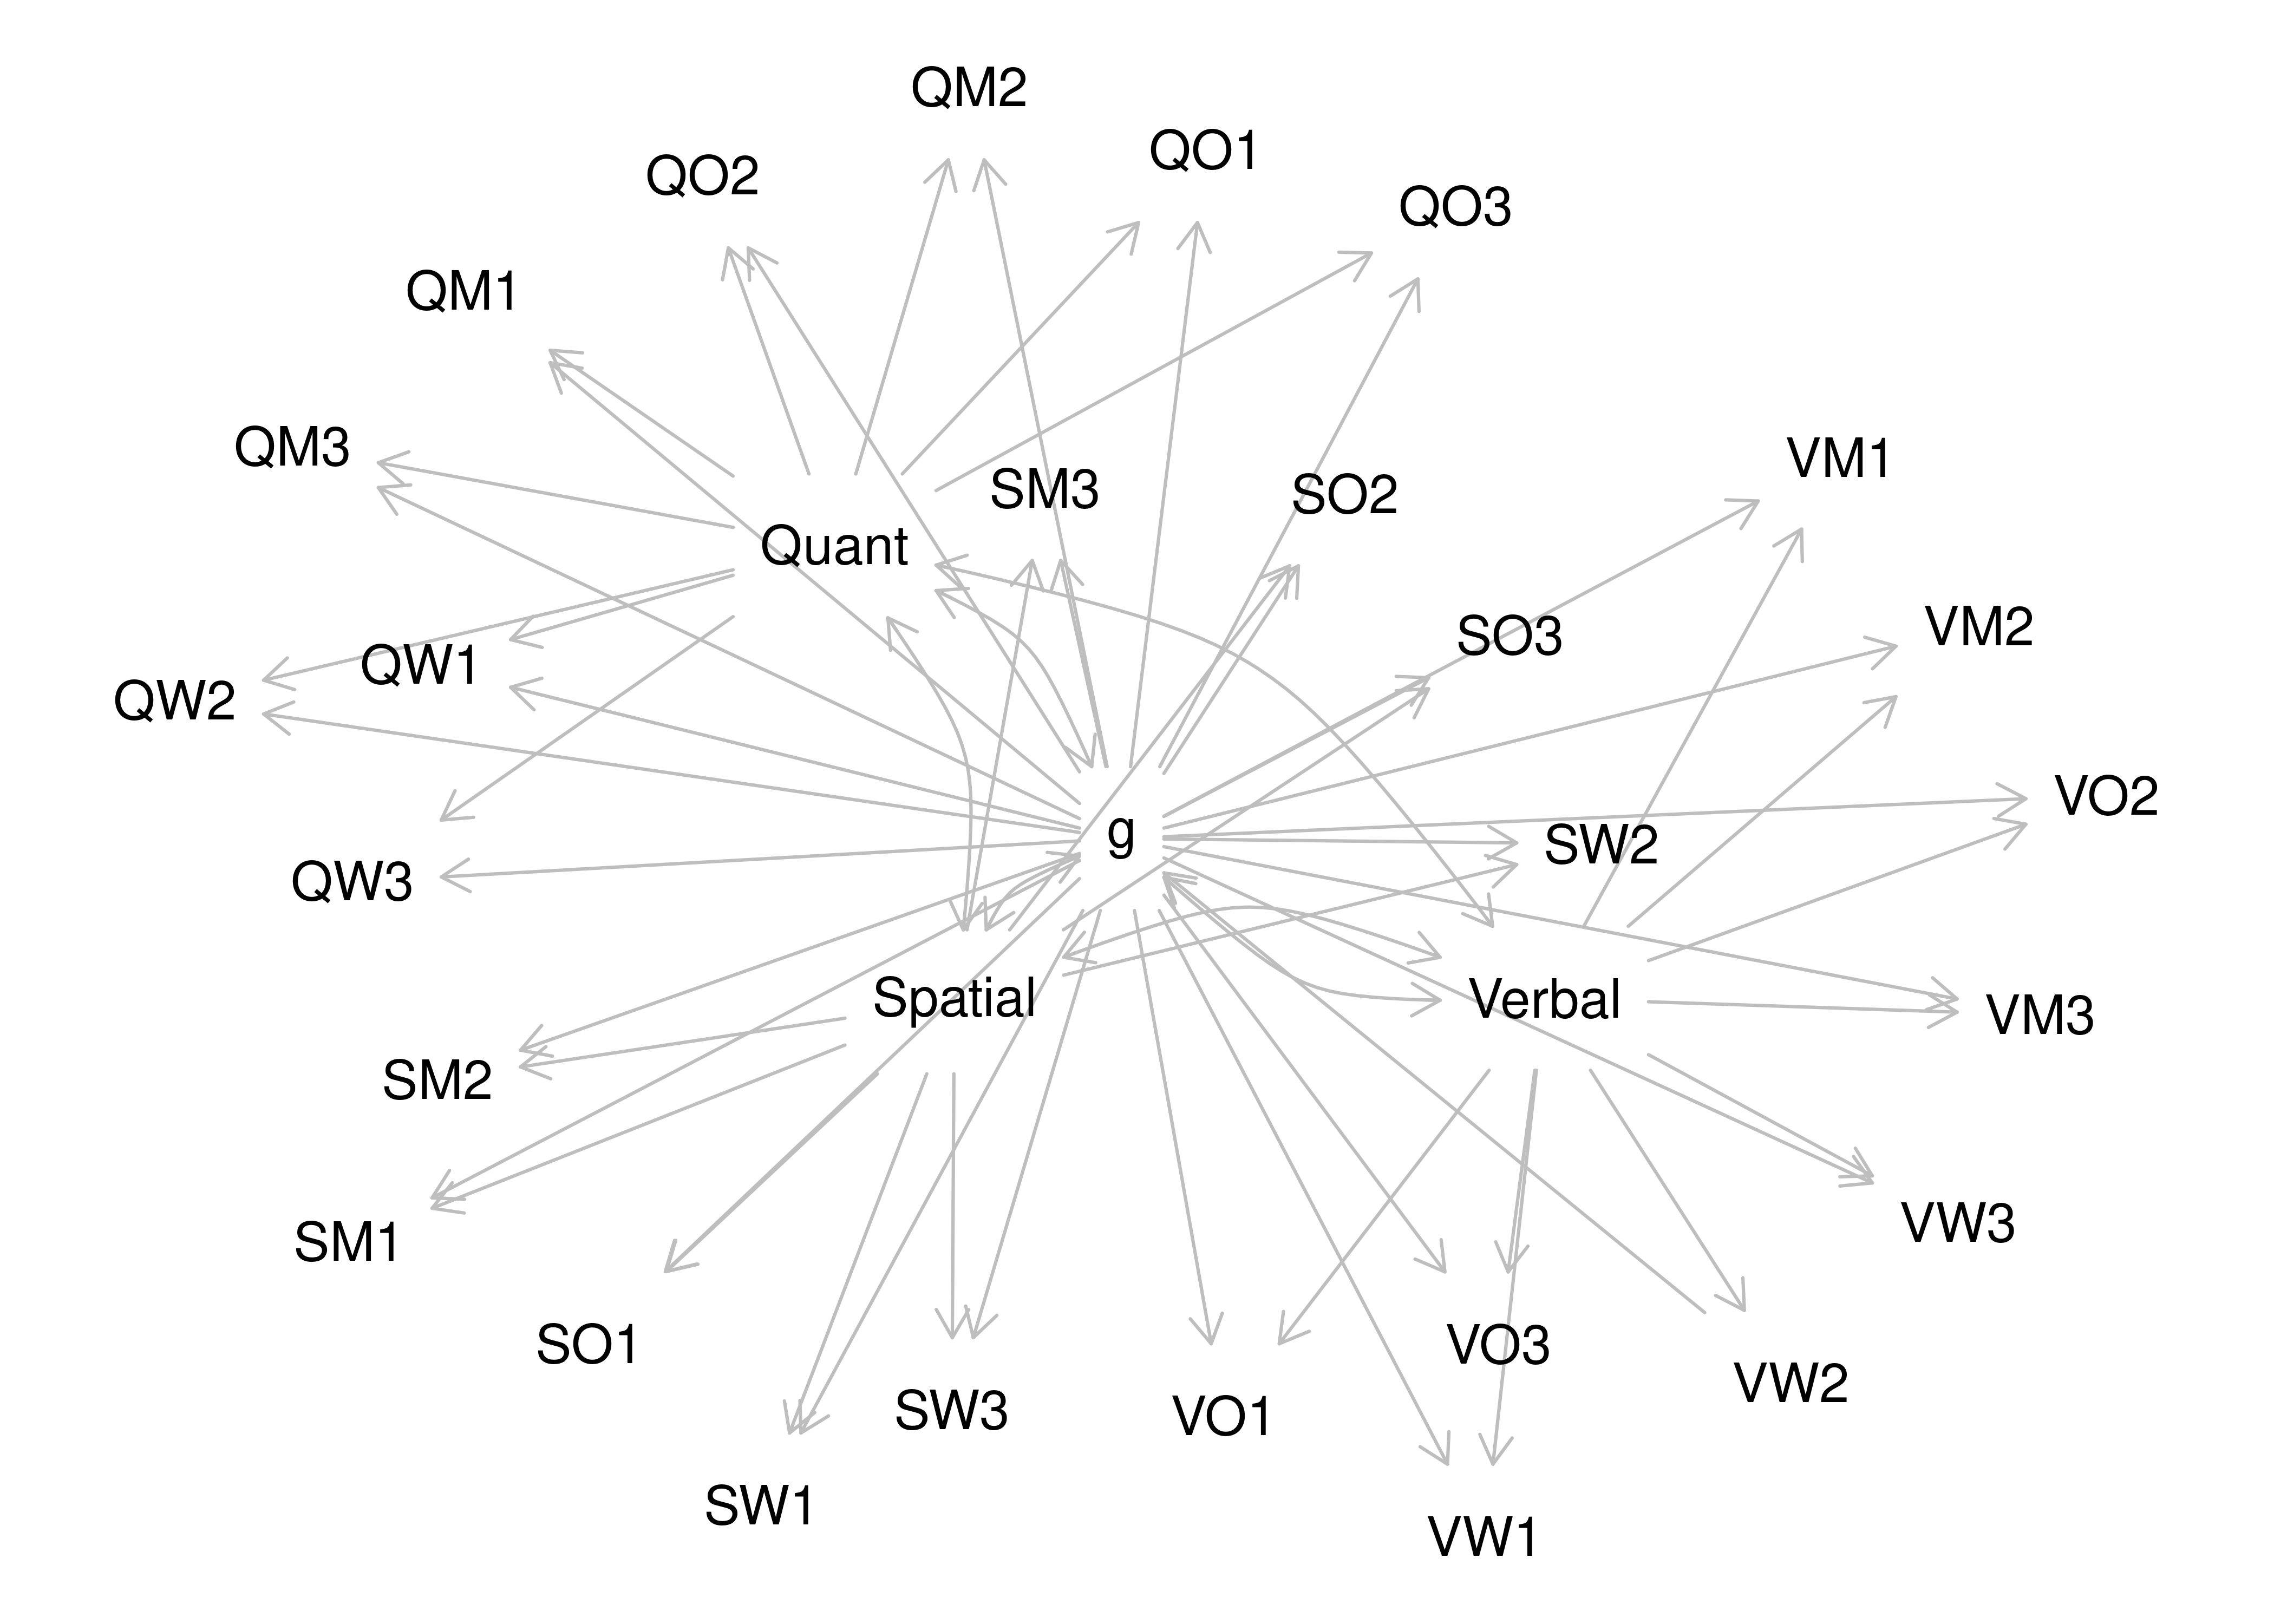 QM2
QO1
QO2
QO3
QM1
QM3
VM1
SM3
SO2
Quant
VM2
SO3
QW1
QW2
VO2
g
SW2
QW3
Spatial
Verbal
VM3
SM2
VW3
SM1
SO1
VO3
VW2
SW3
VO1
SW1
VW1